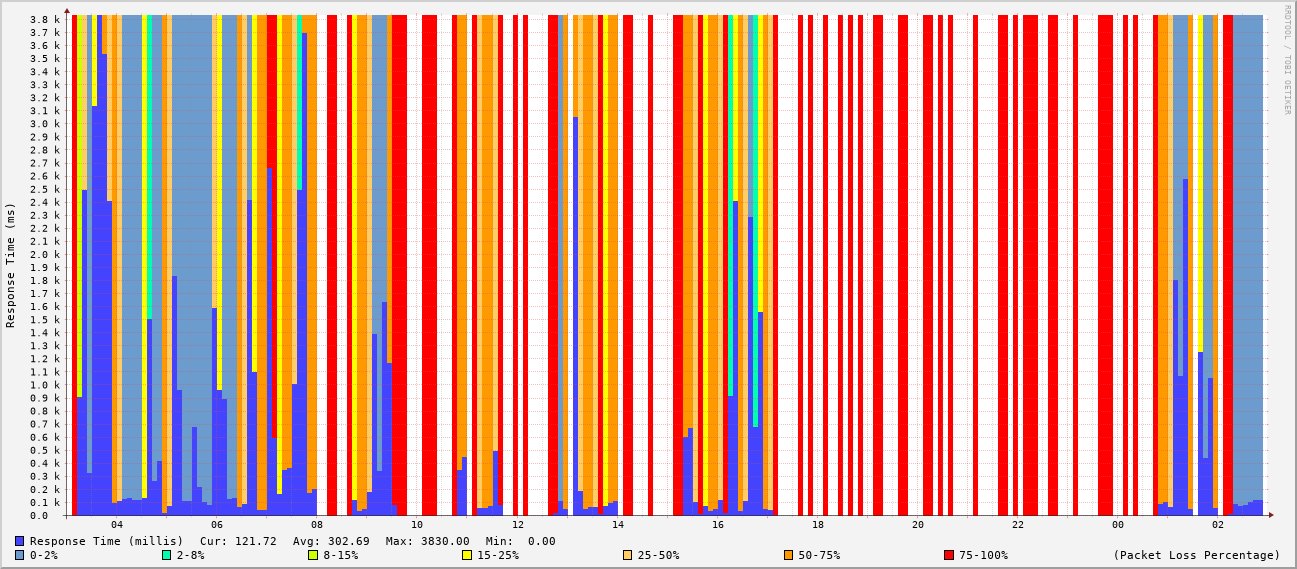 RRDTOOL / TOBI OETIKER
Response Time (ms)
3.8 k
3.7 k
3.5 k
3.4 k
3.3 k
3.2 k
3.1 k
3.0 k
2.9 k
2.8 k
2.7 k
2.6 k
2.5 k
2.3 k
2.2 k
2.1 k
2.0 k
1.9 k
1.8 k
1.7 k
1.6 k
1.5 k
1.4 k
1.3 k
1.2 k
1.1 k
1.0 k
0.9 k
0.8 k
0.7 k
0.6 k
0.5 k
0.4 k
0.3 k
0.2 k
0.1 k
0.0
04 06 08 10 12 14 16 18 20 22 00 02
Response Time (millis) Cur: 121.72 Avg: 302.69 Max: 3830.00 Min: 0.00
0-2% 2-8% 8-15% 15-25% 25-50% 50-75% 75-100% (Packet Loss Percentage)